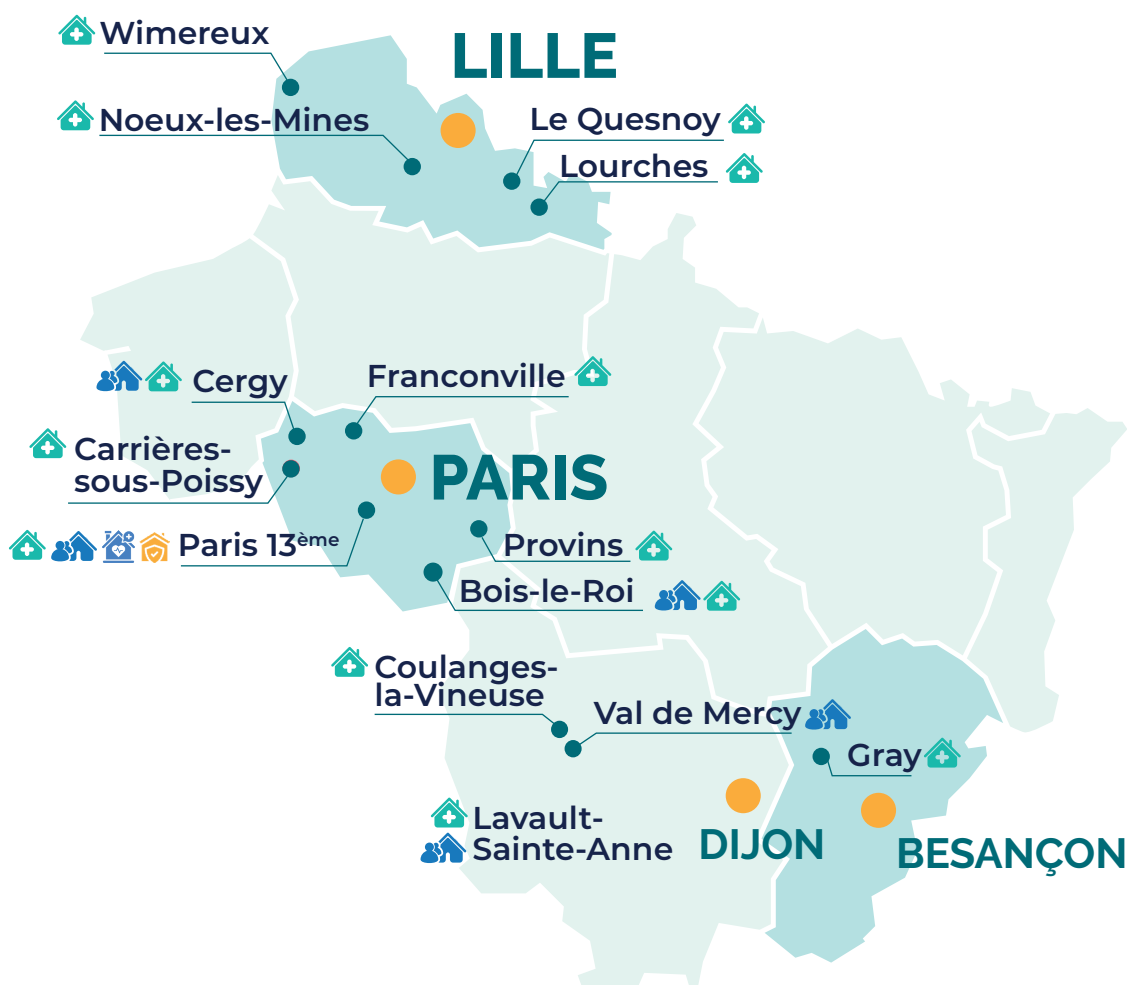 Wimereux
LILLE
Noeux-les-Mines
Le Quesnoy
Lourches
Cergy
Franconville
Carrières-
sous-Poissy
PARIS
Paris 13ème
Provins
Bois-le-Roi
Coulanges-
la-Vineuse
Val de Mercy
Gray
Lavault-
Sainte-Anne
DIJON
BESANÇON